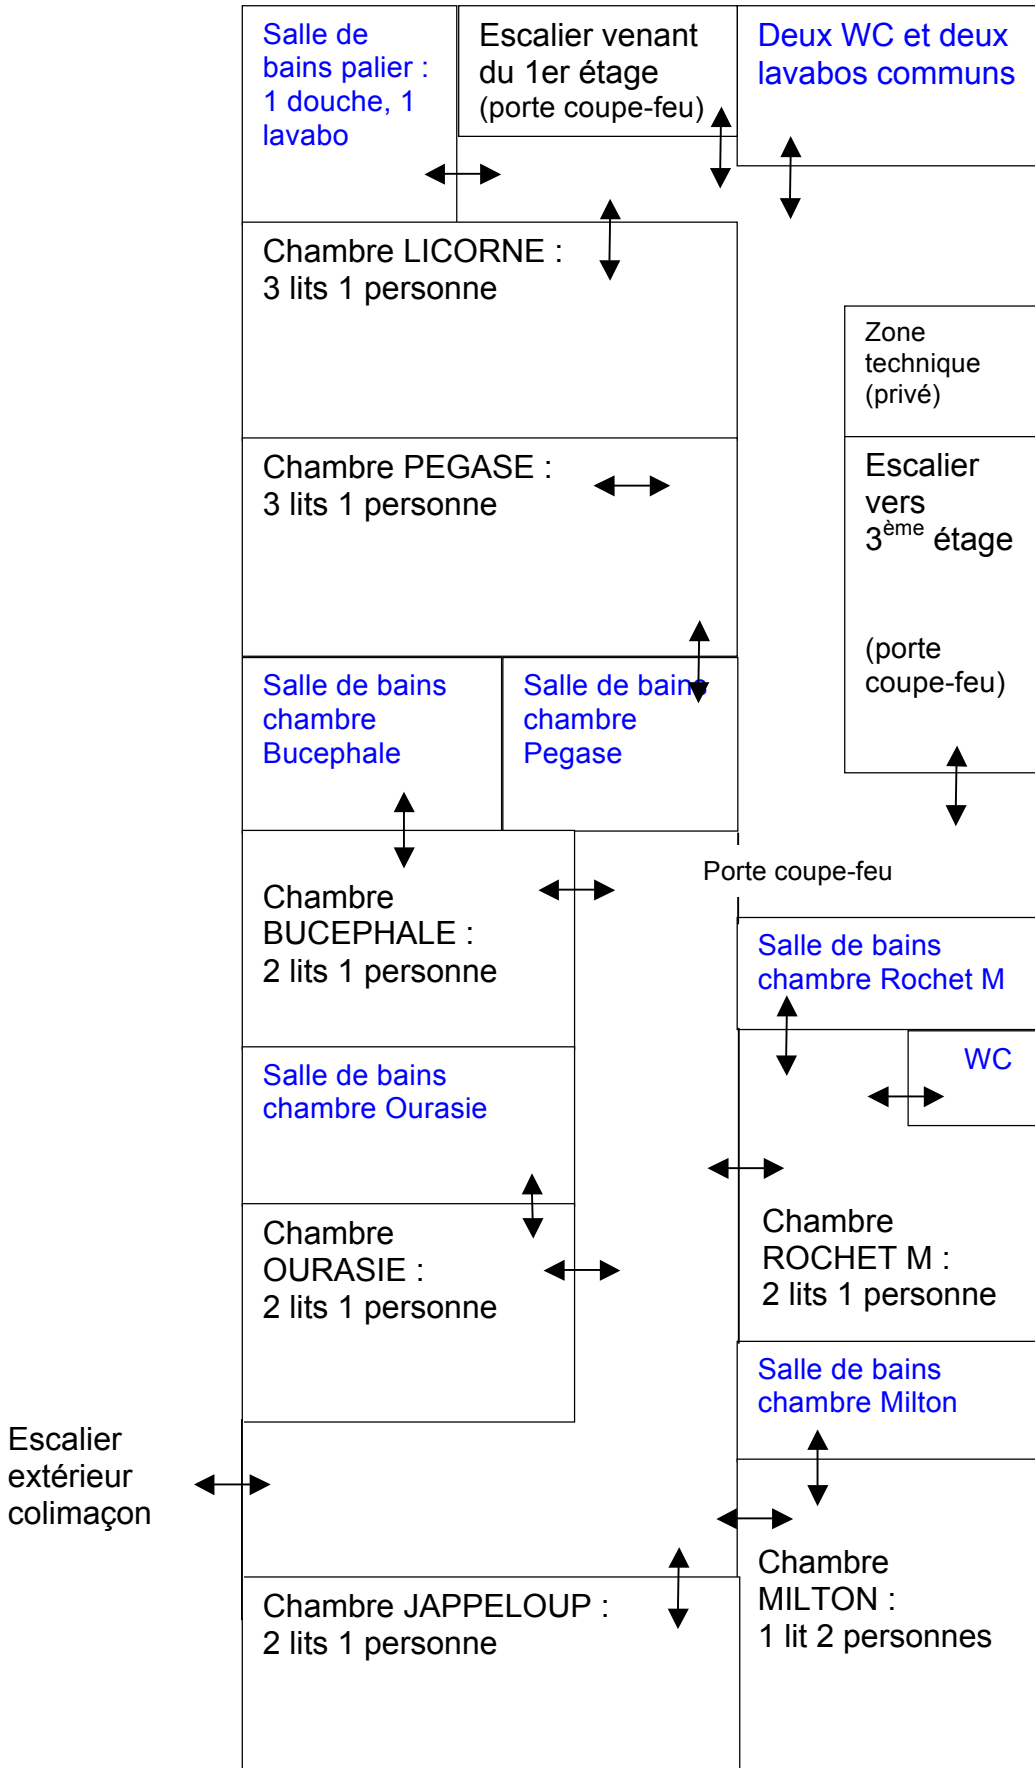 Salle de
bains palier :
1 douche, 1
lavabo
Escalier venant
du 1er étage
(porte coupe-feu)
Deux WC et deux
lavabos communs
Chambre LICORNE :
3 lits 1 personne
Zone
technique
(privé)
Chambre PEGASE :
3 lits 1 personne
Escalier
vers
3ème étage
(porte
coupe-feu)
Salle de bains
chambre
Bucephale
Salle de bains
chambre
Pegase
Porte coupe-feu
Chambre
BUCEPHALE :
2 lits 1 personne
Salle de bains
chambre Rochet M
WC
Salle de bains
chambre Ourasie
Chambre
OURASIE :
2 lits 1 personne
Chambre
ROCHET M :
2 lits 1 personne
Salle de bains
chambre Milton
Escalier
extérieur
colimaçon
Chambre
MILTON :
1 lit 2 personnes
Chambre JAPPELOUP :
2 lits 1 personne